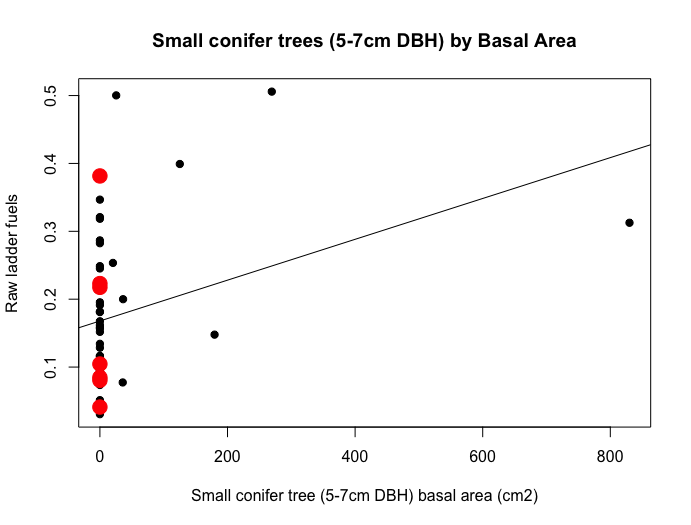 Small conifer trees (5-7cm DBH) by Basal Area
0.5
0.4
0.3
0.2
0.1
Raw ladder fuels
0 200 400 600 800
Small conifer tree (5-7cm DBH) basal area (cm2)